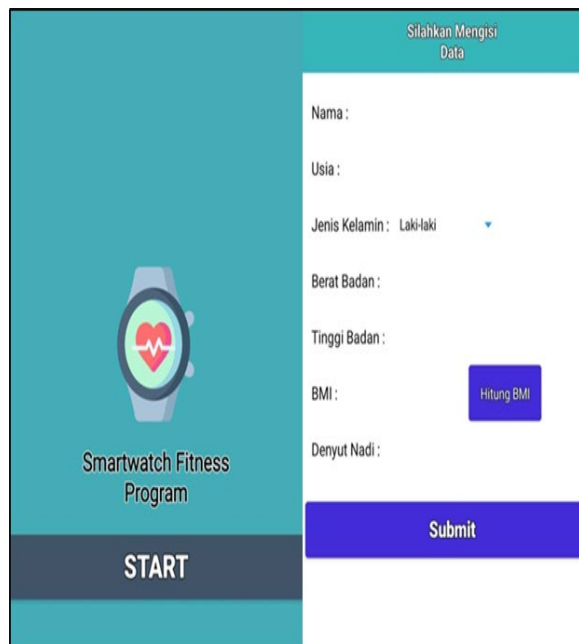 Smartwatch Fitness
Program
START
Silahkan Mengisi
Data
Nama :
Usia :
Jenis Kelamin : Laki-laki
Berat Badan :
Tinggi Badan :
BMI : Hitung BMI
Denyut Nadi :
Submit